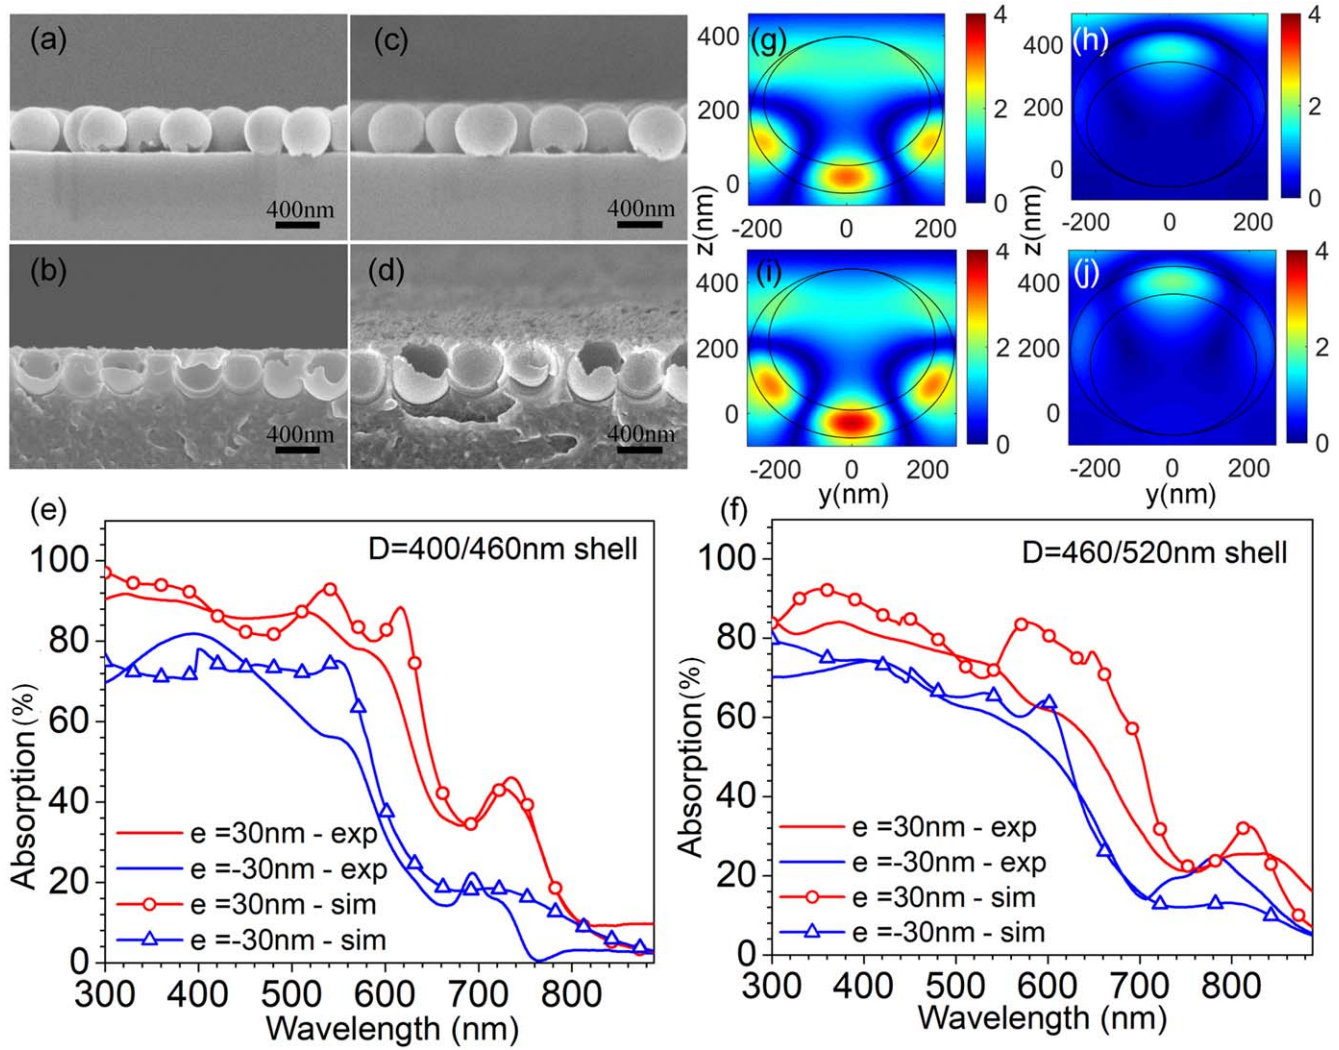 (a)
400nm
(c)
400nm
(b)
400nm
(d)
400nm
(g)
400
200
0
-200 0 200
4
2
0
(h)
400
200
0
-200 0 200
4
2
0
z(nm)
z(nm)
(i)
400
200
0
-200 0 200
y(nm)
4
2
0
(j)
400
200
0
-200 0 200
y(nm)
4
2
0
(e)
D=400/460nm shell
100
80
60
40
20
0
Absorption(%)
e =30nm - exp
e =-30nm - exp
e =30nm - sim
e =-30nm - sim
300 400 500 600 700 800
Wavelength (nm)
(f)
D=460/520nm shell
100
80
60
40
20
0
Absorption(%)
e =30nm - exp
e =-30nm - exp
e =30nm - sim
e =-30nm - sim
300 400 500 600 700 800
Wavelength (nm)